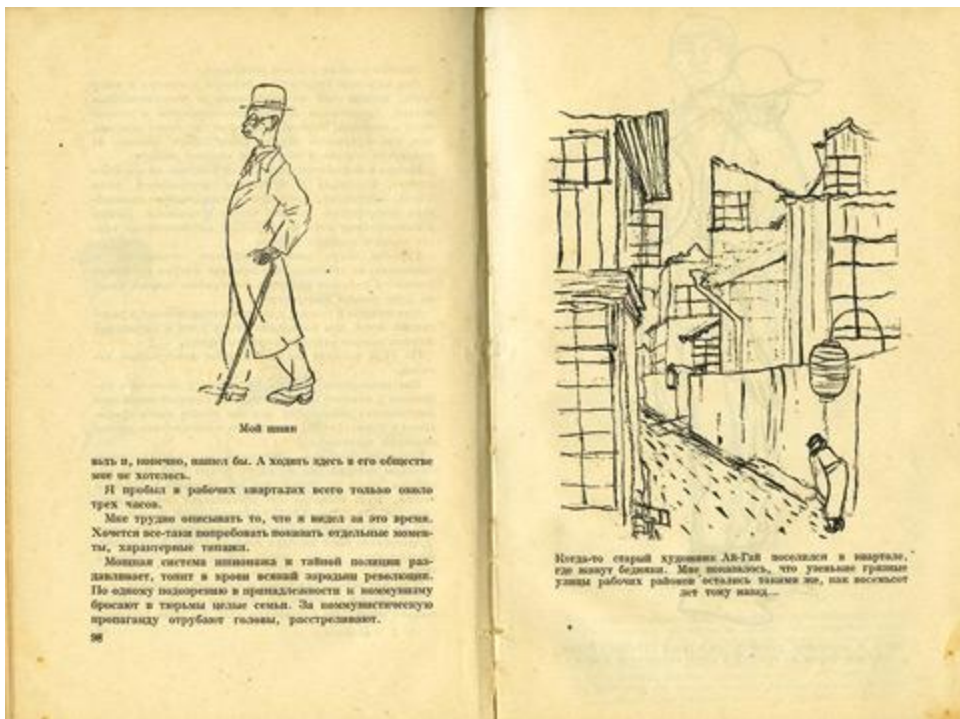 Мой шпик
вать и, конечно, нашел бы. А ходить здесь в его обществе
мне не хотелось.
Я пробыл в рабочих кварталах всего только около
трех часов.
Мне трудно описывать то, что я видел за это время.
Хочется все-таки попробовать показать отдельные момен-
ты, характерные типажи.
Мощная система шпионажа и тайной полиции раз-
давливает, топит в крови всякий зародыш революции.
По одному подозрению в принадлежности к коммунизму
бросают в тюрьмы целые семьи. За коммунистическую
пропаганду отрубают головы, расстреливают.
98
Когда-то старый художник Ай-Гай поселился в квартале,
где живут бедняки. Мне показалось, что узенькие грязные
улицы рабочих районов остались такими же, как восемьсот
лет тому назад...